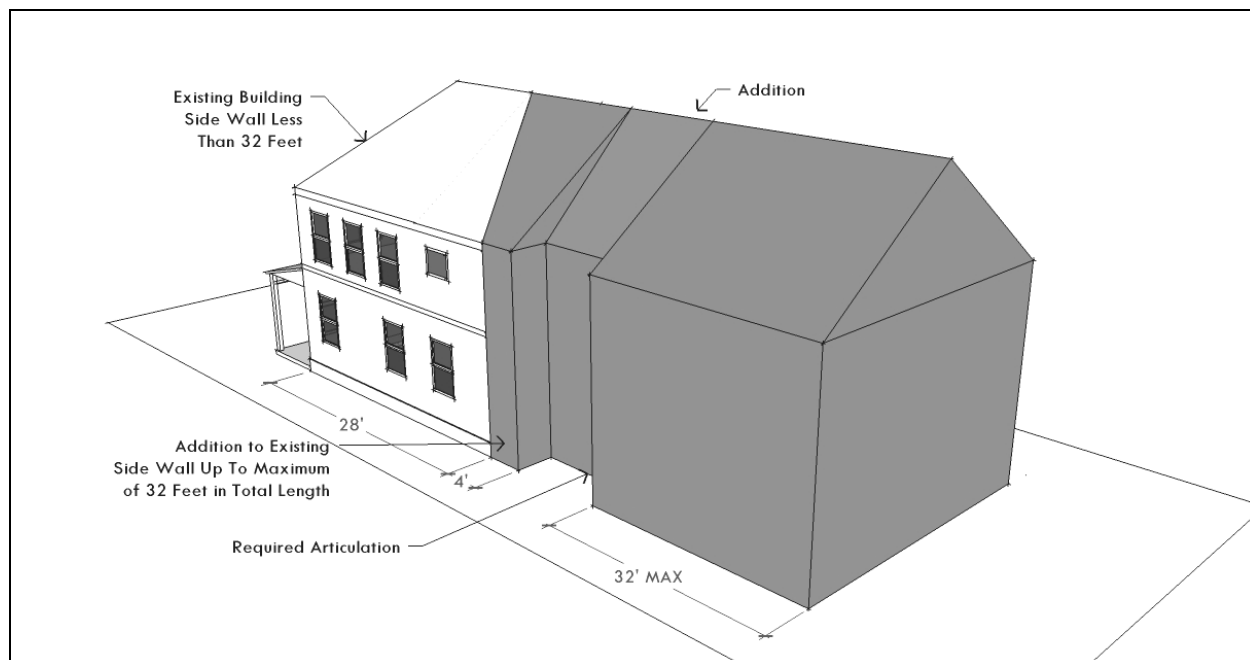 Existing Building
Side Wall Less
Than 32 Feet
Addition
28'
Addition to Existing
Side Wall Up To Maximum
of 32 Feet in Total Length
4'
Required Articulation
32' MAX